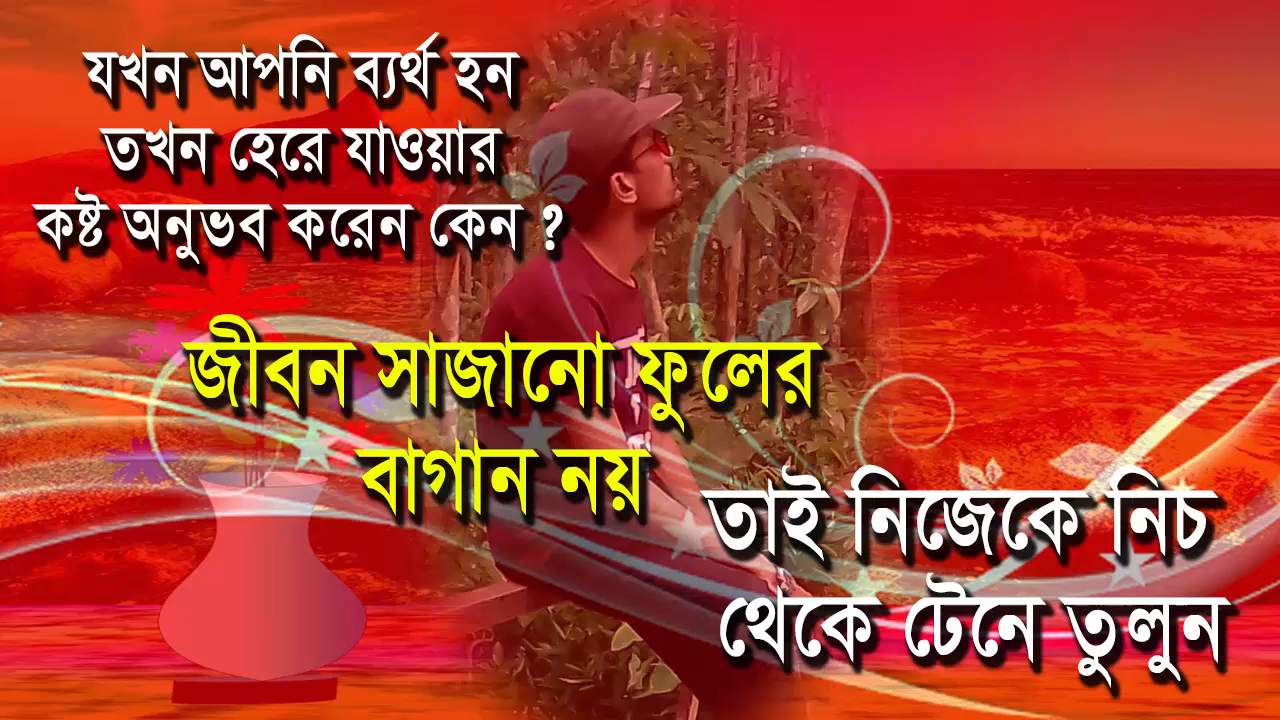 যখন আপনি ব্যর্থ হন
তখন হেরে যাওয়ার
কষ্ট অনুভব করেন কেন ?
জীবন সাজানো ফুলের
বাগান নয়
তাই নিজেকে নিচ
থেকে টেনে তুলুন